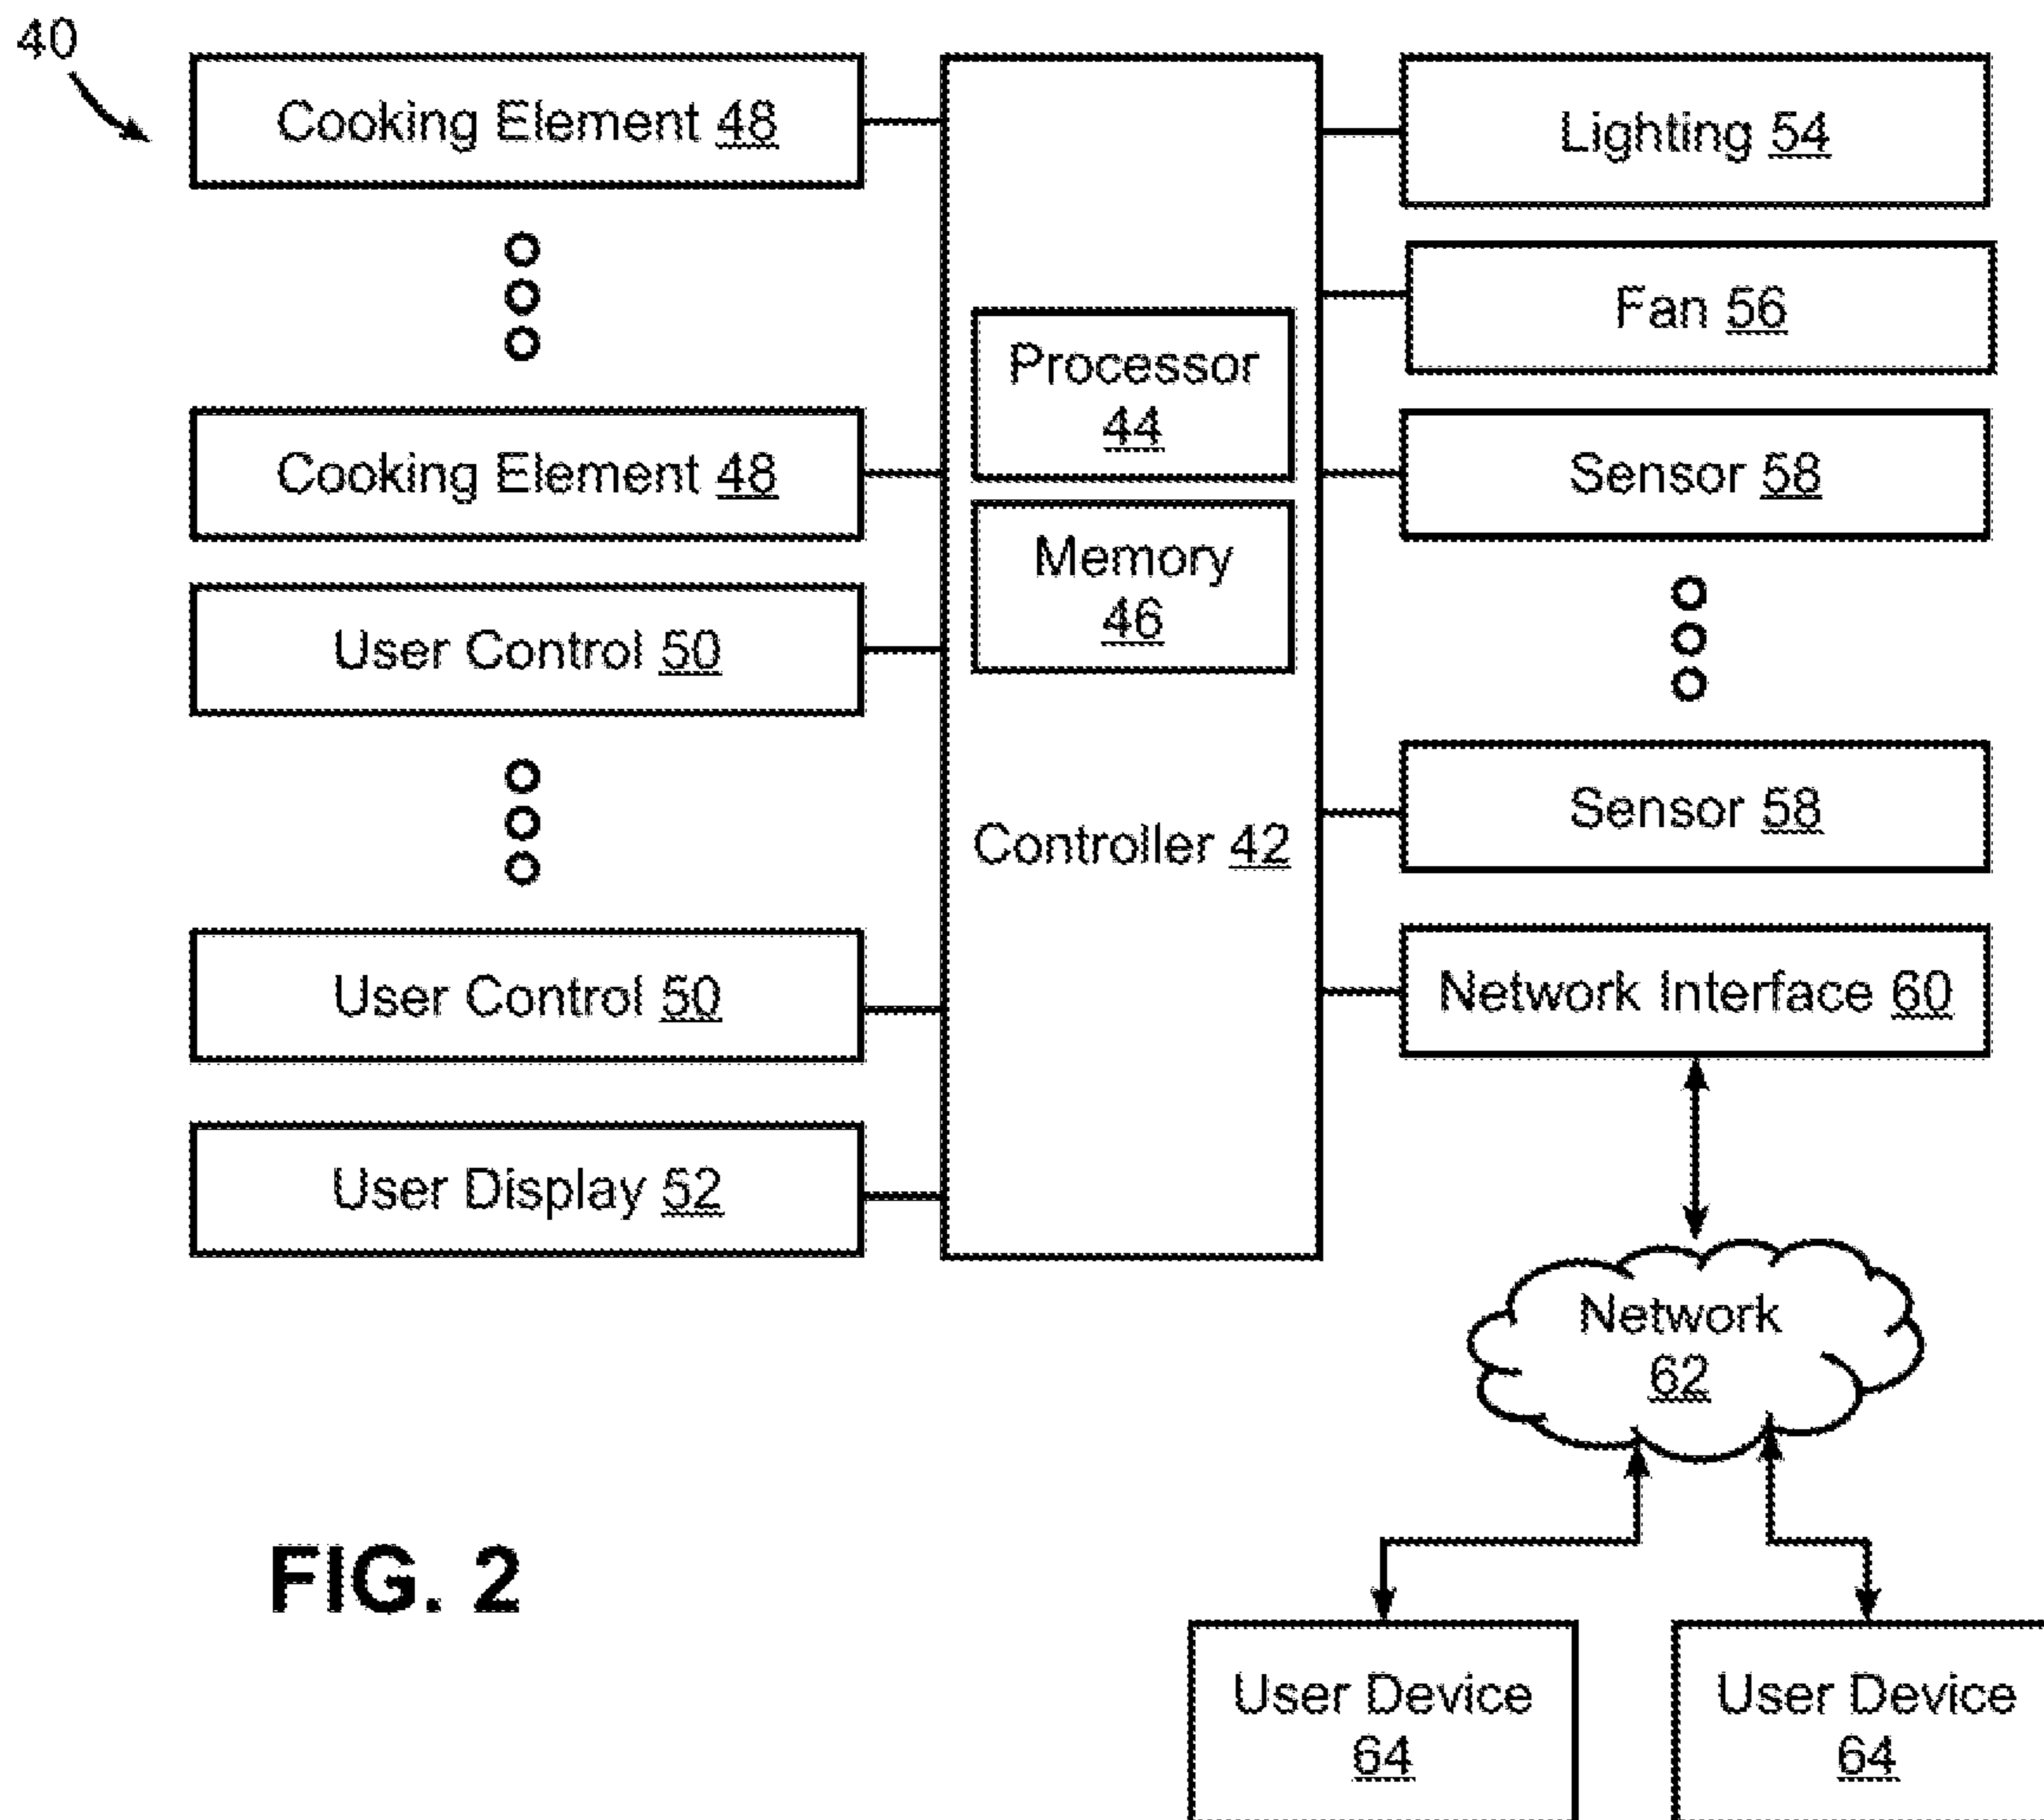 40
Cooking Element 48
Cooking Element 48
User Control 50
User Control 50
User Display 52
Processor
44
Memory
46
Controller 42
Lighting 54
Fan 56
Sensor 58
Sensor 58
Network Interface 60
Network
62
User Device
64
User Device
64
FIG. 2